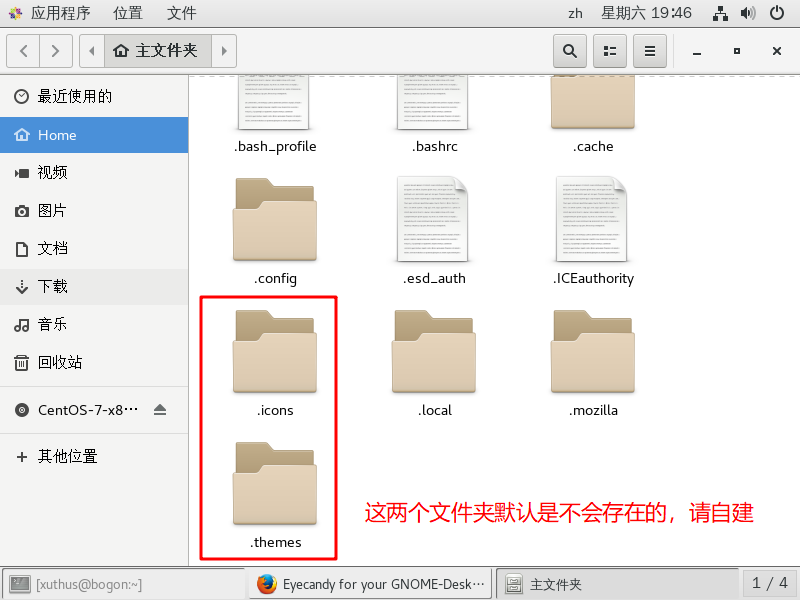 应用程序 位置 文件 zh 星期六 19∶46
主文件夹
最近使用的
Home
视频
图片
文档
下载
音乐
回收站
CentOS-7-x8···
其他位置
.bash_profile .bashrc .cache
.config .esd_auth .ICEauthority
.icons .local .mozilla
.themes
这两个文件夹默认是不会存在的，请自建
[xuthus@bogon:~] Eyecandy for your GNOME-Desk··· 主文件夹 1 / 4